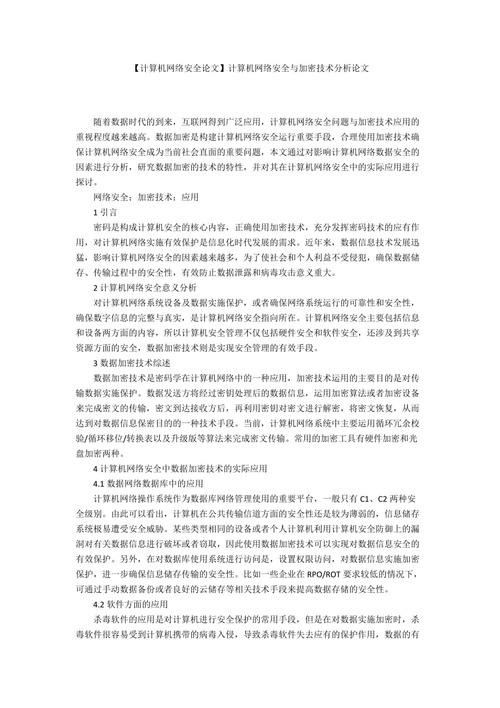 【计算机网络安全论文】计算机网络安全与加密技术分析论文
随着数据时代的到来，互联网得到广泛应用，计算机网络安全问题与加密技术应用的
重视程度越来越高。数据加密是构建计算机网络安全运行重要手段，合理使用加密技术确
保计算机网络安全成为当前社会直面的重要问题，本文通过对影响计算机网络数据安全的
因素进行分析，研究数据加密的技术的特性，并对其在计算机网络安全中的实际应用进行
探讨。
网络安全；加密技术；应用
1 引言
密码是构成计算机安全的核心内容，正确使用加密技术，充分发挥密码技术的应有作
用，对计算机网络实施有效保护是信息化时代发展的需求。近年来，数据信息技术发展迅
猛，影响计算机网络安全的因素越来越多，为了使社会和个人利益不受侵犯，确保数据储
存、传输过程中的安全性，有效防止数据泄露和病毒攻击意义重大。
2 计算机网络安全意义分析
对计算机网络系统设备及数据实施保护，或者确保网络系统运行的可靠性和安全性，
确保数字信息的完整与真实，是计算机网络安全指向所在。计算机安全主要包括信息
和设备两方面的内容，所以计算机安全管理不仅包括硬件安全和软件安全，还涉及到共享
资源方面的安全，数据加密技术则是实现安全管理的有效手段。
3 数据加密技术综述
数据加密技术是密码学在计算机网络中的一种应用，加密技术运用的主要目的是对传
输数据实施保护。数据发送方将经过密钥处理后的数据信息，运用加密算法或者加密设备
来完成密文的传输，密文到达接收方后，再利用密钥对密文进行解密，将密文恢复，从而
达到对数据信息保密目的的一种技术手段。当前，计算机网络系统中主要运用循环冗余校
验/循环移位/转换表以及升级版等算法来完成密文传输。常用的加密工具有硬件加密和光
盘加密两种。
4 计算机网络安全中数据加密技术的实际应用
4.1 数据网络数据库中的应用
计算机网络操作系统作为数据库网络管理使用的重要平台，一般只有 C1、C2 两种安
全级别。由此可以看出，计算机在公共传输信道方面的安全性还是较为薄弱的，信息储存
系统极易遭受安全威胁。某些类型相同的设备或者个人计算机利用计算机安全防御上的漏
洞对有关数据信息进行破坏或者窃取，因此使用数据加密技术可以实现对数据信息安全的
有效保护。另外，在对数据库使用系统进行访问是，设置权限访问，对数据信息实施加密
保护，进一步确保信息储存传输的安全性。比如一些企业在 RPO/ROT 要求较低的情况下，
可通过手动数据备份或者良好的云储存等相关技术手段来提高数据存储的安全性。
4.2 软件方面的应用
杀毒软件的应用是对计算机进行安全保护的常用手段，但是在对数据实施加密时，杀
毒软件很容易受到计算机携带的病毒入侵，导致杀毒软件失去应有的保护作用，数据的有